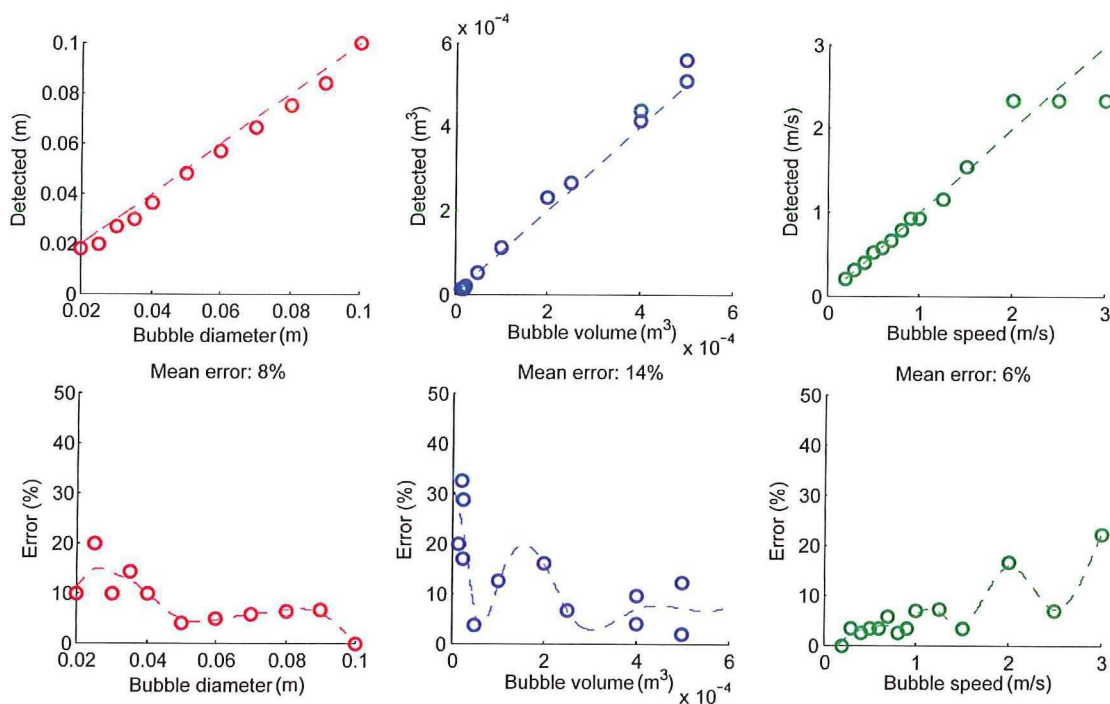 0.1
0.08
0.06
0.04
0.02
0
Detected (m)
0.02 0.04 0.06 0.08 0.1
Bubble diameter (m)
x 10⁻⁴
6
4
2
0
Detected (m³)
0 2 4 6
Bubble volume (m³)
x 10⁻⁴
3
2
1
0
Detected (m/s)
0 1 2 3
Bubble speed (m/s)
Mean error: 8%
50
40
30
20
10
0
Error (%)
0.02 0.04 0.06 0.08 0.1
Bubble diameter (m)
Mean error: 14%
50
40
30
20
10
0
Error (%)
0 2 4 6
Bubble volume (m³)
x 10⁻⁴
Mean error: 6%
50
40
30
20
10
0
Error (%)
0 1 2 3
Bubble speed (m/s)